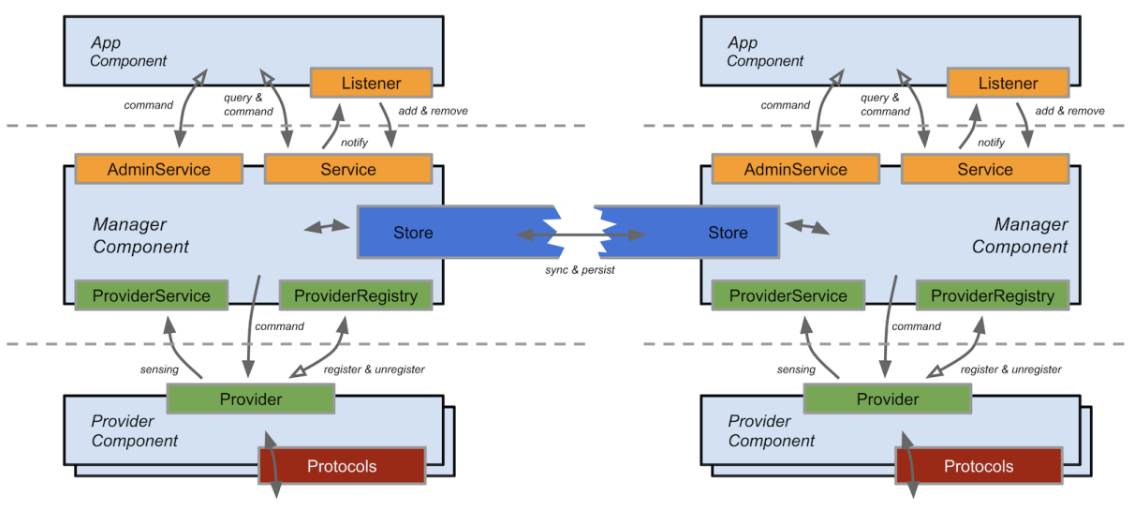 App
Component
Listener
command
query &
command
add & remove
notify
AdminService
Service
Manager
Component
Store
ProviderService
ProviderRegistry
command
sensing
register & unregister
Provider
Provider
Component
Protocols
sync & persist
App
Component
Listener
command
query &
command
add & remove
notify
AdminService
Service
Store
Manager
Component
ProviderService
ProviderRegistry
command
sensing
register & unregister
Provider
Provider
Component
Protocols